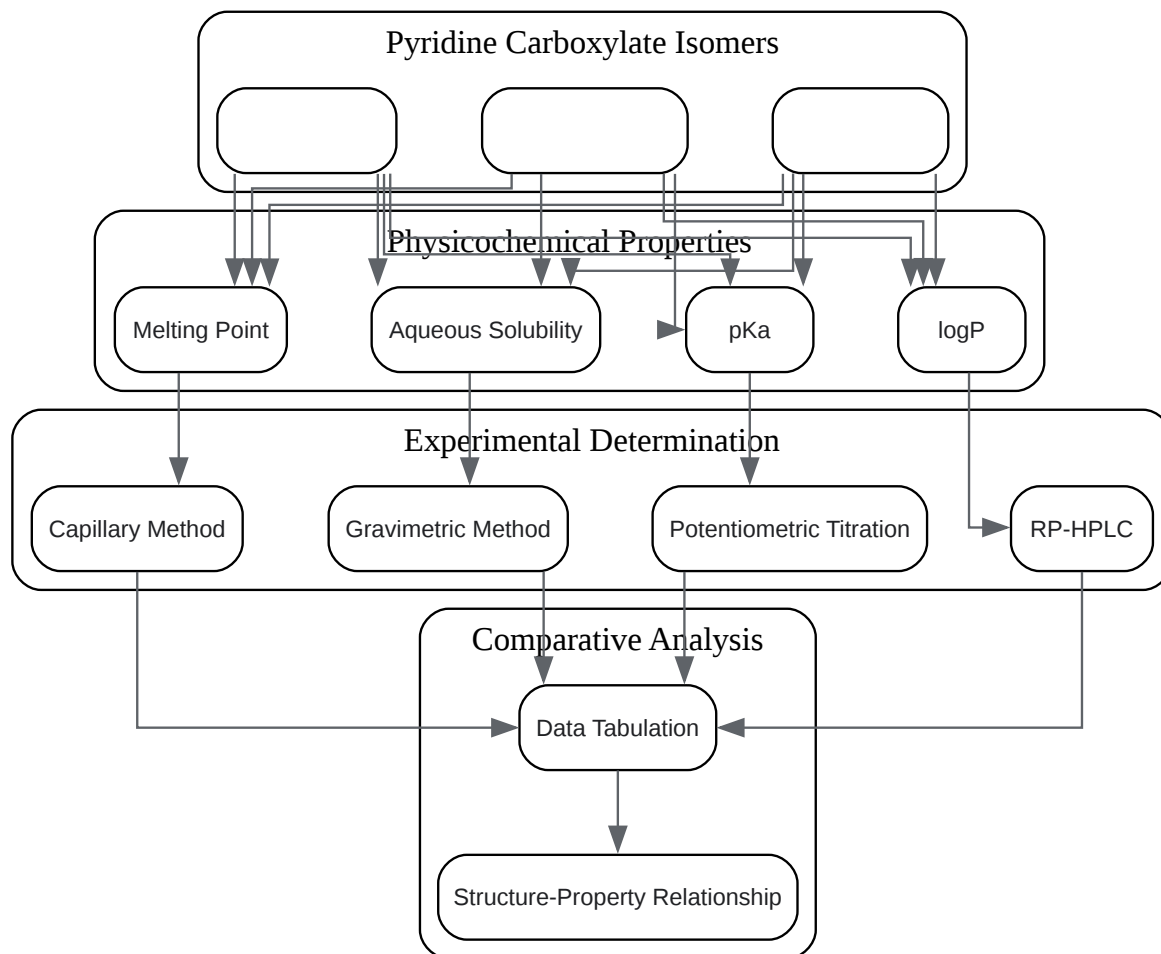 Pyridine Carboxylate Isomers
Physicochemical Properties
Melting Point
Aqueous Solubility
pKa
logP
Experimental Determination
Capillary Method
Gravimetric Method
Potentiometric Titration
RP-HPLC
Comparative Analysis
Data Tabulation
Structure-Property Relationship